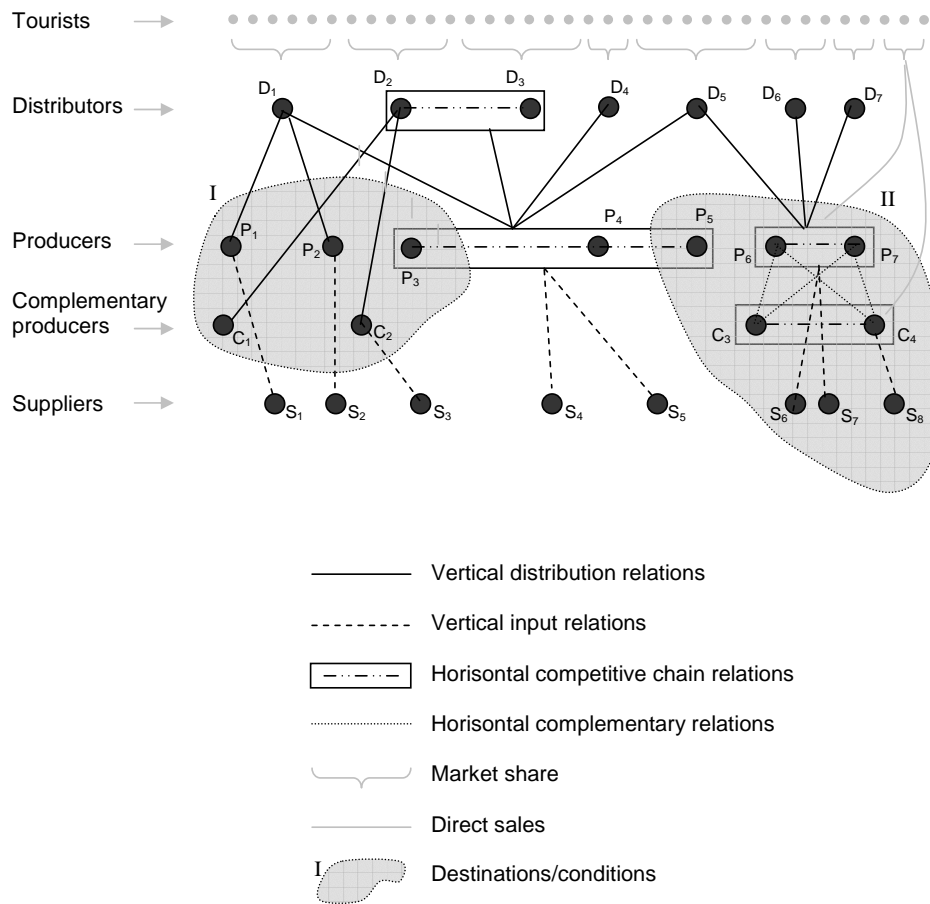 Tourists
Distributors
D1 D2 D3 D4 D5 D6 D7
I II
Producers
P1 P2 P3 P4 P5 P6 P7
Complementary
producers
C1 C2 C3 C4
Suppliers
S1 S2 S3 S4 S5 S6 S7 S8
Vertical distribution relations
Vertical input relations
Horisontal competitive chain relations
Horisontal complementary relations
Market share
Direct sales
I Destinations/conditions